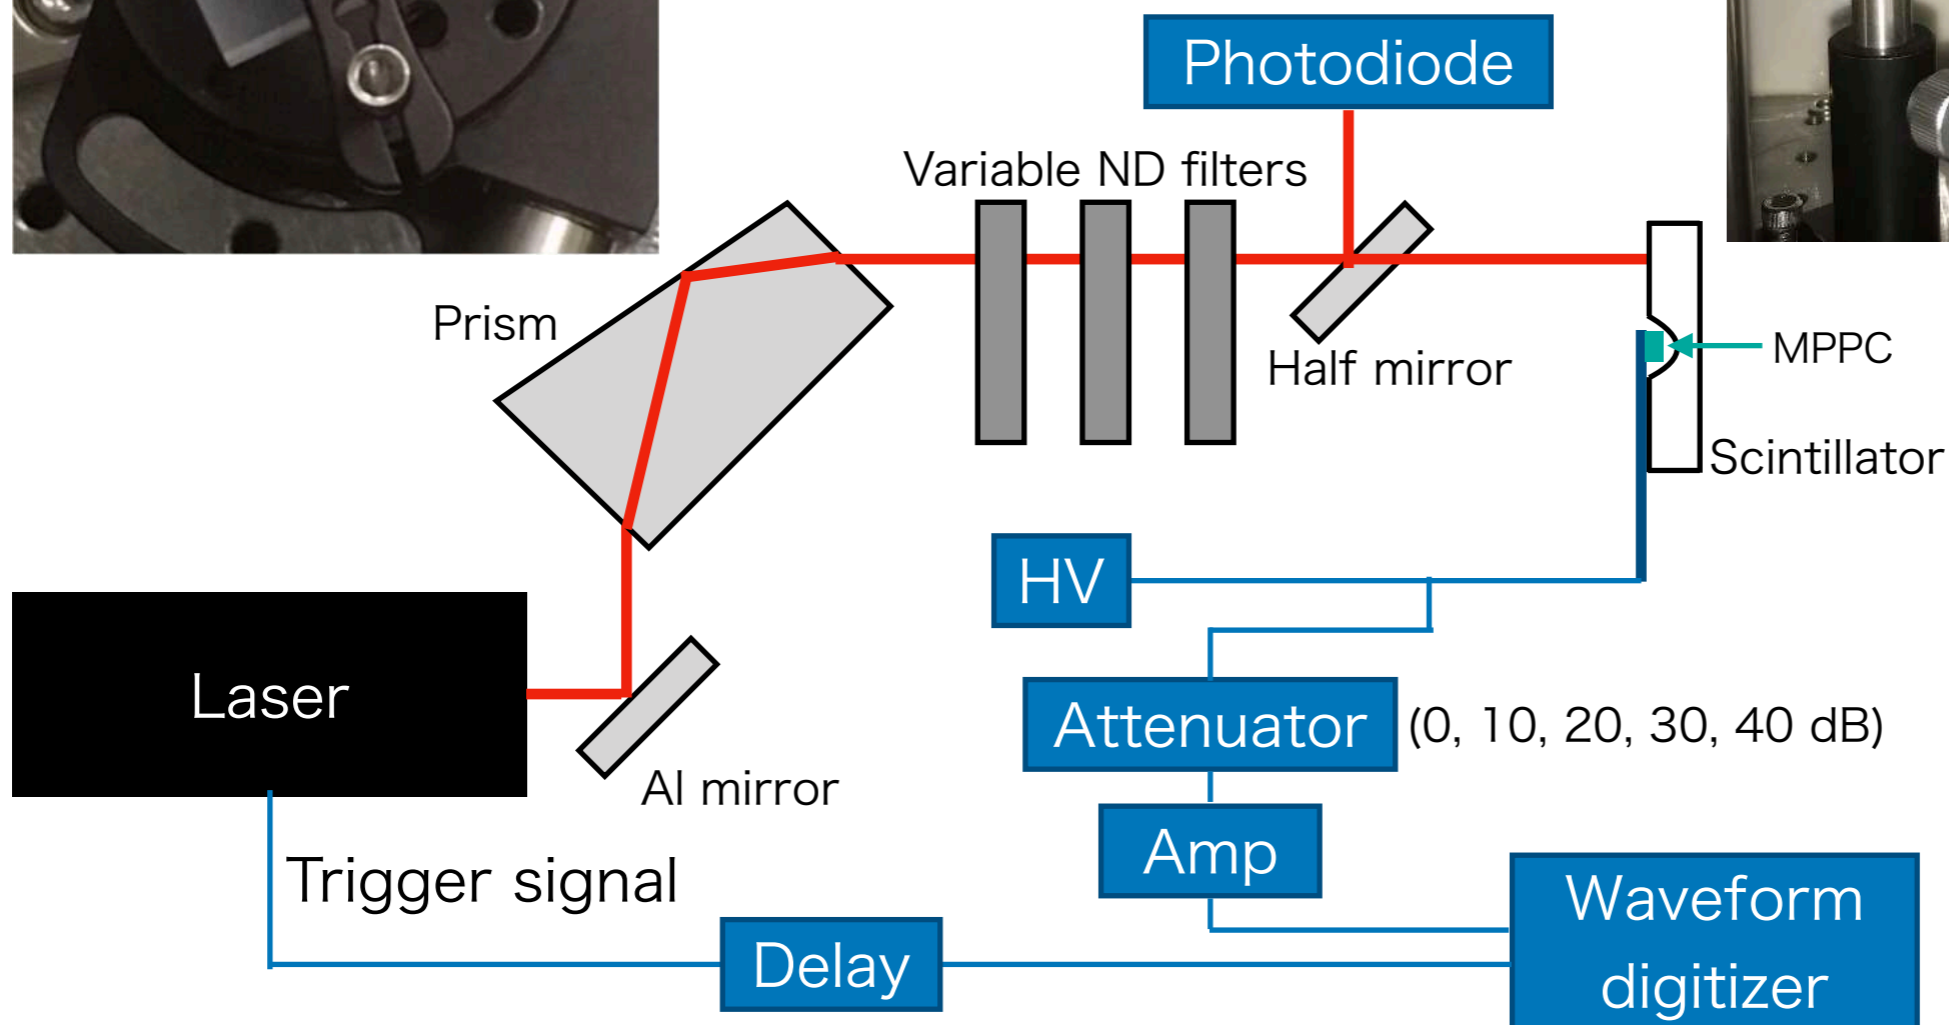 Photodiode
Variable ND filters
Prism
Half mirror
MPPC
Scintillator
HV
Laser
Attenuator (0, 10, 20, 30, 40 dB)
Al mirror
Amp
Trigger signal
Waveform
digitizer
Delay